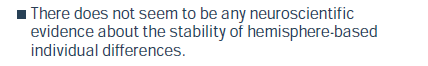 ■ There does not seem to be any neuroscientific
evidence about the stability of hemisphere-based
individual differences.